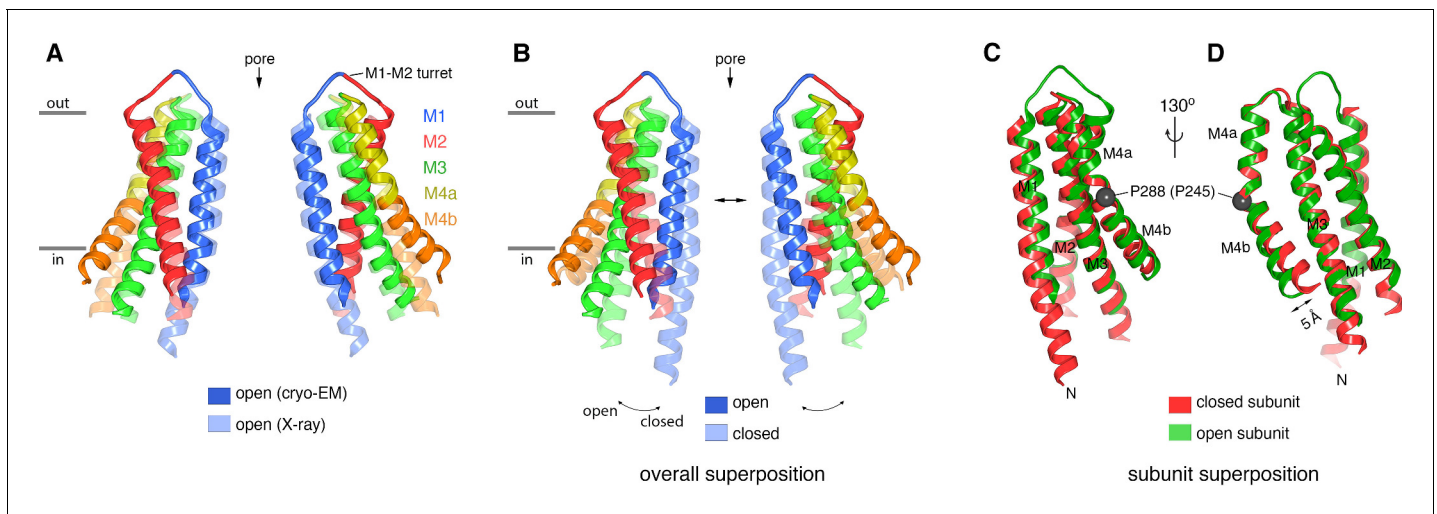 A
pore
M1-M2 turret
out
in
M1
M2
M3
M4a
M4b
open (cryo-EM)
open (X-ray)
B
pore
out
in
open
closed
open
closed
overall superposition
C
D
130º
M4a
M4a
P288 (P245)
M1
M4b
M4b
M2
M3
M3
M1
M2
5 Å
N
N
closed subunit
open subunit
subunit superposition